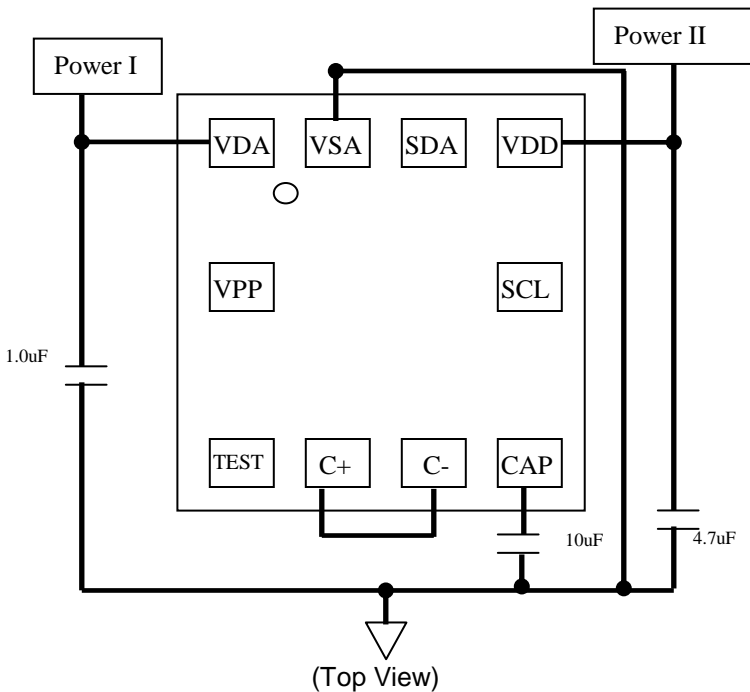 Power I
Power II
VDA VSA SDA VDD
VPP SCL
1.0uF
TEST C+ C- CAP
10uF 4.7uF
(Top View)